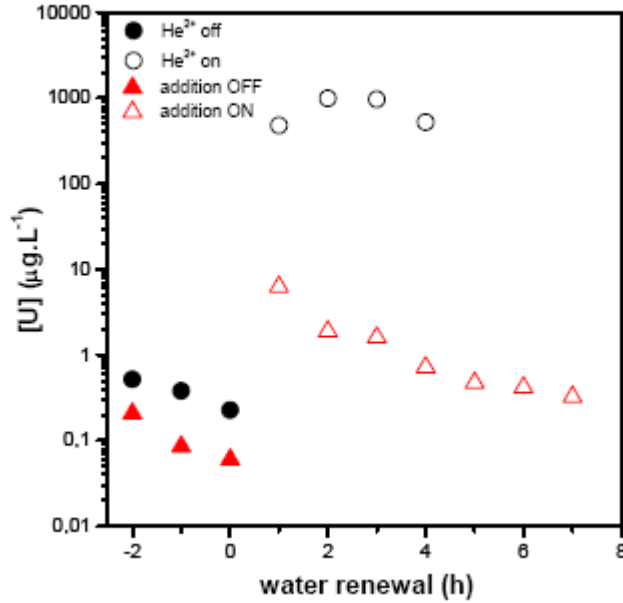 10000
1000
100
10
1
0,1
0,01
[U] (μg.L⁻¹)
He²⁺ off
He²⁺ on
addition OFF
addition ON
-2 0 2 4 6 8
water renewal (h)